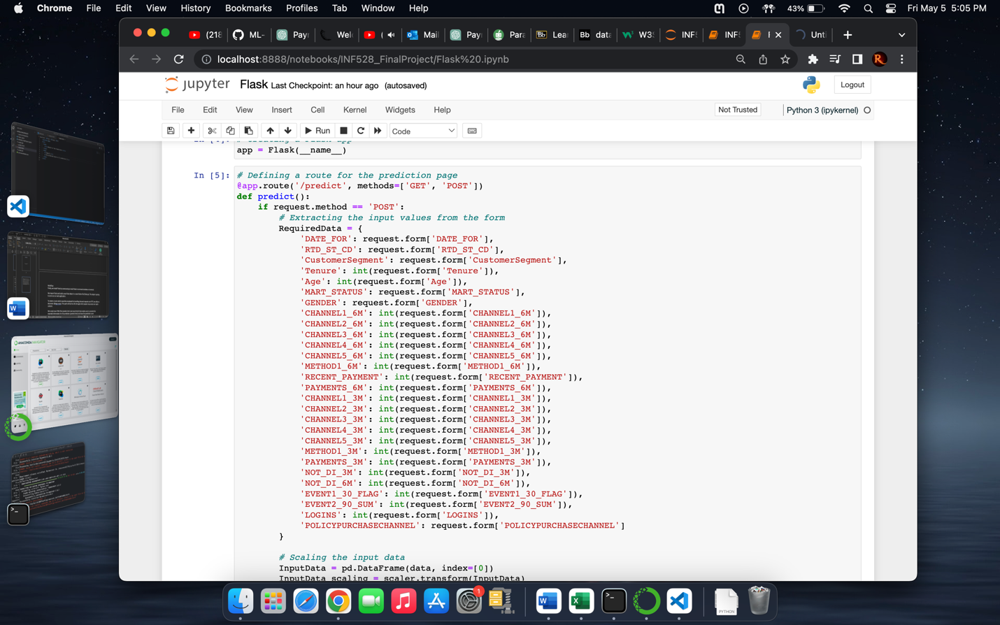 Chrome File Edit View History Bookmarks Profiles Tab Window Help 43% Fri May 5 5:05 PM
(218 ML- Payr Wel ( Mail Payr Para Lea Bb data W3S INF INF F Unti
localhost:8888/notebooks/INF528_FinalProject/Flask%20.ipynb
jupyter Flask Last Checkpoint: an hour ago (autosaved) Logout
File Edit View Insert Cell Kernel Widgets Help Not Trusted Python 3 (ipykernel)
Run Code
app = Flask(__name__)
In [5]: # Defining a route for the prediction page
@app.route('/predict', methods=['GET', 'POST'])
def predict():
if request.method == 'POST':
# Extracting the input values from the form
RequiredData = {
'DATE_FOR': request.form['DATE_FOR'],
'RTD_ST_CD': request.form['RTD_ST_CD'],
'CustomerSegment': request.form['CustomerSegment'],
'Tenure': int(request.form['Tenure']),
'Age': int(request.form['Age']),
'MART_STATUS': request.form['MART_STATUS'],
'GENDER': request.form['GENDER'],
'CHANNEL1_6M': int(request.form['CHANNEL1_6M']),
'CHANNEL2_6M': int(request.form['CHANNEL2_6M']),
'CHANNEL3_6M': int(request.form['CHANNEL3_6M']),
'CHANNEL4_6M': int(request.form['CHANNEL4_6M']),
'CHANNEL5_6M': int(request.form['CHANNEL5_6M']),
'METHOD1_6M': int(request.form['METHOD1_6M']),
'RECENT_PAYMENT': int(request.form['RECENT_PAYMENT']),
'PAYMENTS_6M': int(request.form['PAYMENTS_6M']),
'CHANNEL1_3M': int(request.form['CHANNEL1_3M']),
'CHANNEL2_3M': int(request.form['CHANNEL2_3M']),
'CHANNEL3_3M': int(request.form['CHANNEL3_3M']),
'CHANNEL4_3M': int(request.form['CHANNEL4_3M']),
'CHANNEL5_3M': int(request.form['CHANNEL5_3M']),
'METHOD1_3M': int(request.form['METHOD1_3M']),
'PAYMENTS_3M': int(request.form['PAYMENTS_3M']),
'NOT_DI_3M': int(request.form['NOT_DI_3M']),
'NOT_DI_6M': int(request.form['NOT_DI_6M']),
'EVENT1_30_FLAG': int(request.form['EVENT1_30_FLAG']),
'EVENT2_90_SUM': int(request.form['EVENT2_90_SUM']),
'LOGINS': int(request.form['LOGINS']),
'POLICYPURCHASECHANNEL': request.form['POLICYPURCHASECHANNEL']
}
# Scaling the input data
InputData = pd.DataFrame(data, index=[0])
InputData_scaling = scaler.transform(InputData)
ANACONDA NAVIGATOR
1
PYTHON